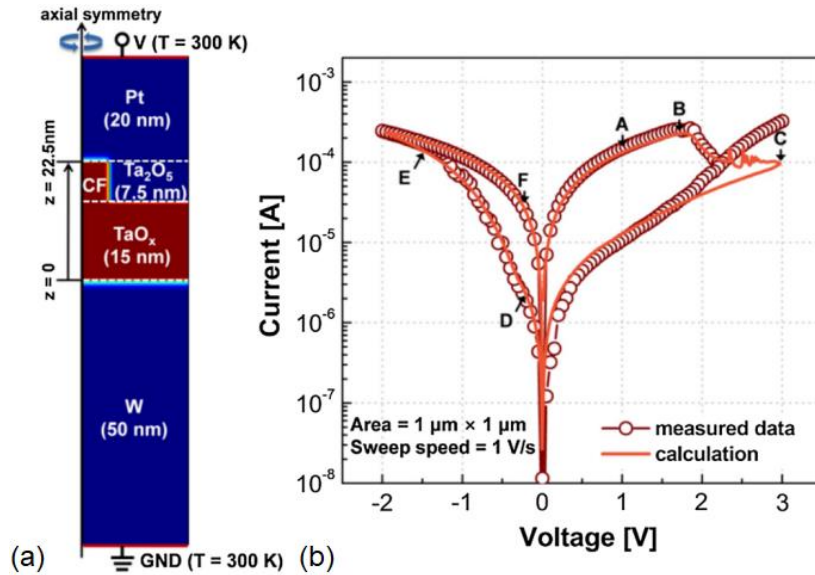 axial symmetry
V (T = 300 K)
Pt
(20 nm)
z = 22.5nm
Ta₂O₅
(7.5 nm)
CF
TaOₓ
(15 nm)
z = 0
W
(50 nm)
GND (T = 300 K)
(a)
Current [A]
10⁻³
10⁻⁴
10⁻⁵
10⁻⁶
10⁻⁷
10⁻⁸
A
B
C
E
F
D
Area = 1 µm × 1 µm
Sweep speed = 1 V/s
measured data
calculation
-2
-1
0
1
2
3
Voltage [V]
(b)